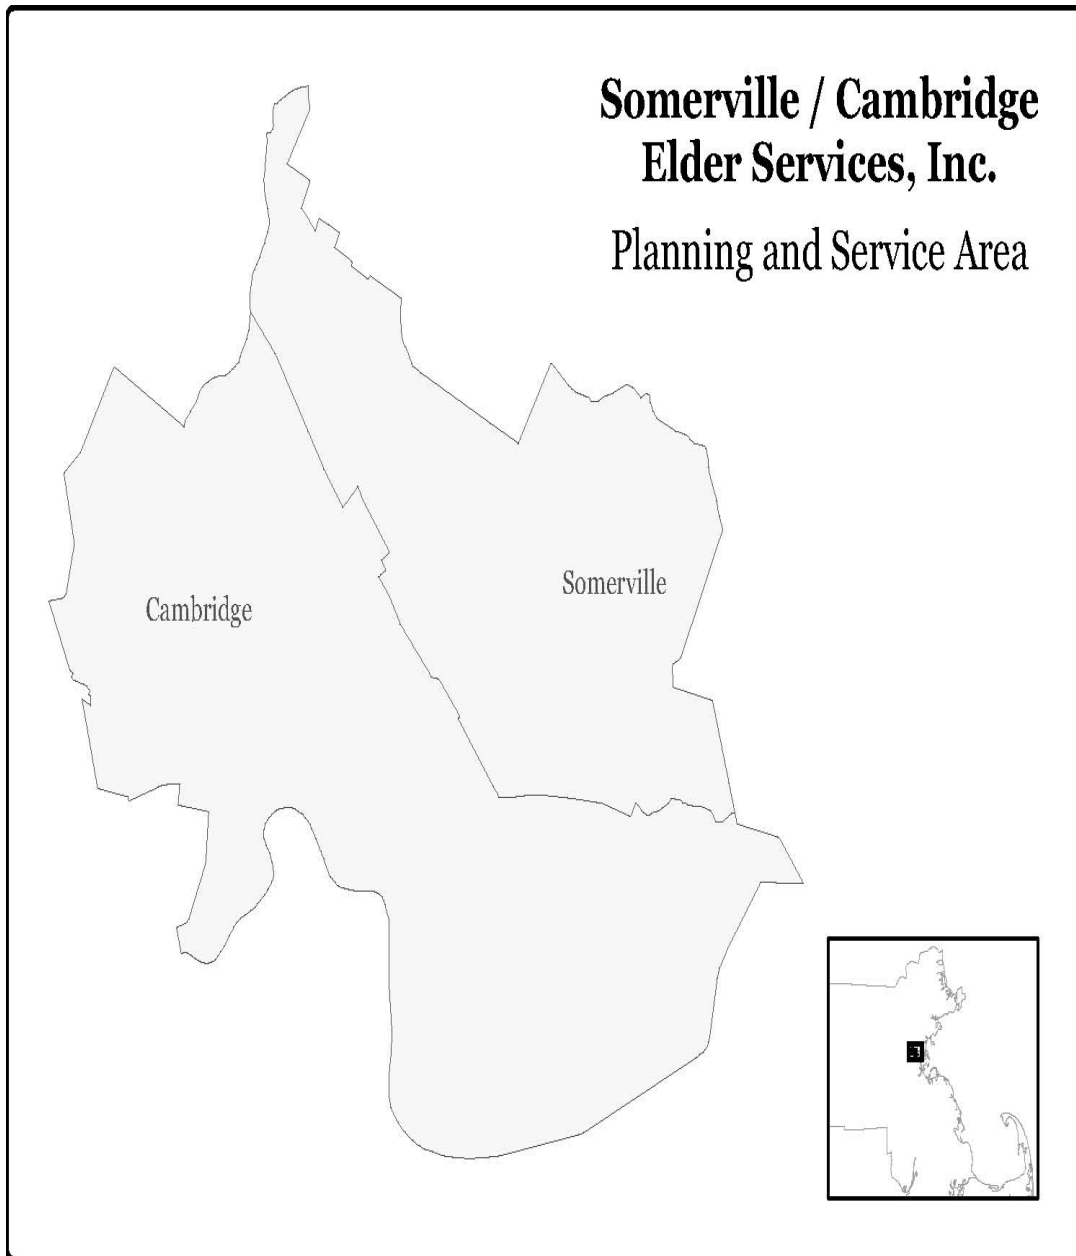 Somerville / Cambridge
Elder Services, Inc.
Planning and Service Area
Somerville
Cambridge